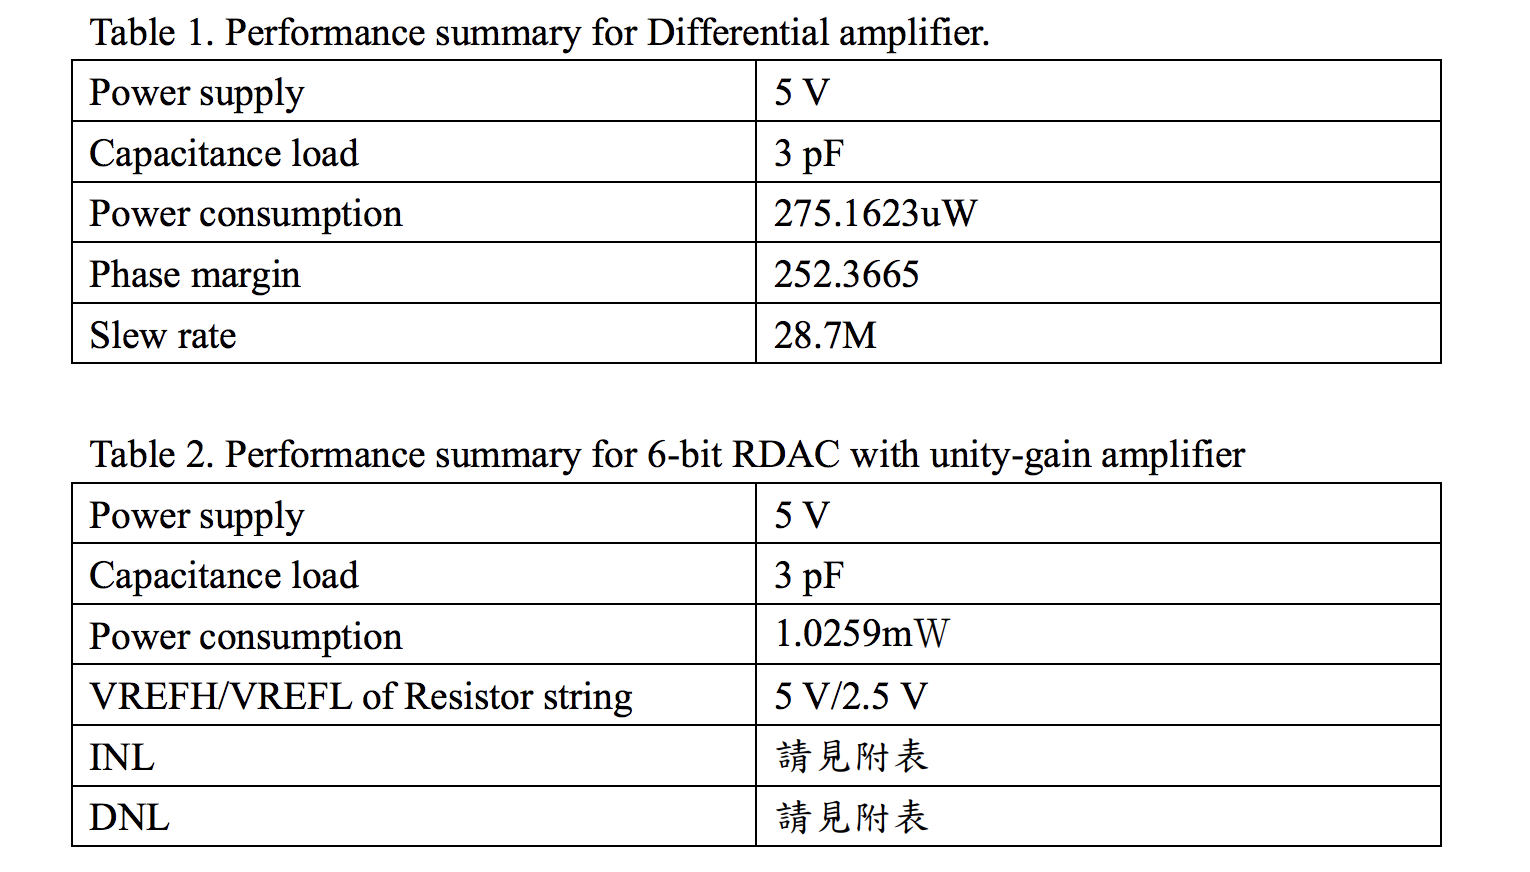 Table 1. Performance summary for Differential amplifier.
Power supply 5 V
Capacitance load 3 pF
Power consumption 275.1623uW
Phase margin 252.3665
Slew rate 28.7M
Table 2. Performance summary for 6-bit RDAC with unity-gain amplifier
Power supply 5 V
Capacitance load 3 pF
Power consumption 1.0259mW
VREFH/VREFL of Resistor string 5 V/2.5 V
INL 請見附表
DNL 請見附表